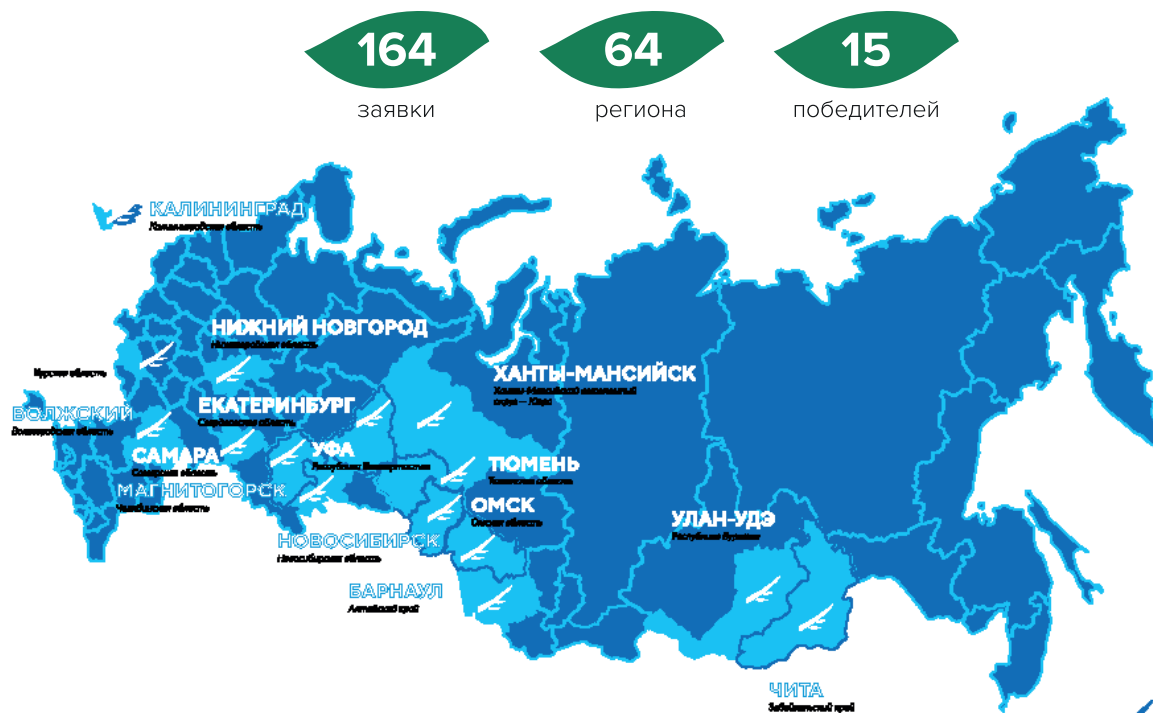 164
64
15
заявки
региона
победителей
КАЛИНИНГРАД
Калининградская область
НИЖНИЙ НОВГОРОД
Нижегородская область
Курская область
ХАНТЫ-МАНСИЙСК
Ханты-Мансийский автономный
округ — Югра
ЕКАТЕРИНБУРГ
Свердловская область
ВОЛЖСКИЙ
Волгоградская область
САМАРА
Самарская область
УФА
Республика Башкортостан
ТЮМЕНЬ
Тюменская область
МАГНИТОГОРСК
Челябинская область
ОМСК
Омская область
УЛАН-УДЭ
Республика Бурятия
НОВОСИБИРСК
Новосибирская область
БАРНАУЛ
Алтайский край
ЧИТА
Забайкальский край